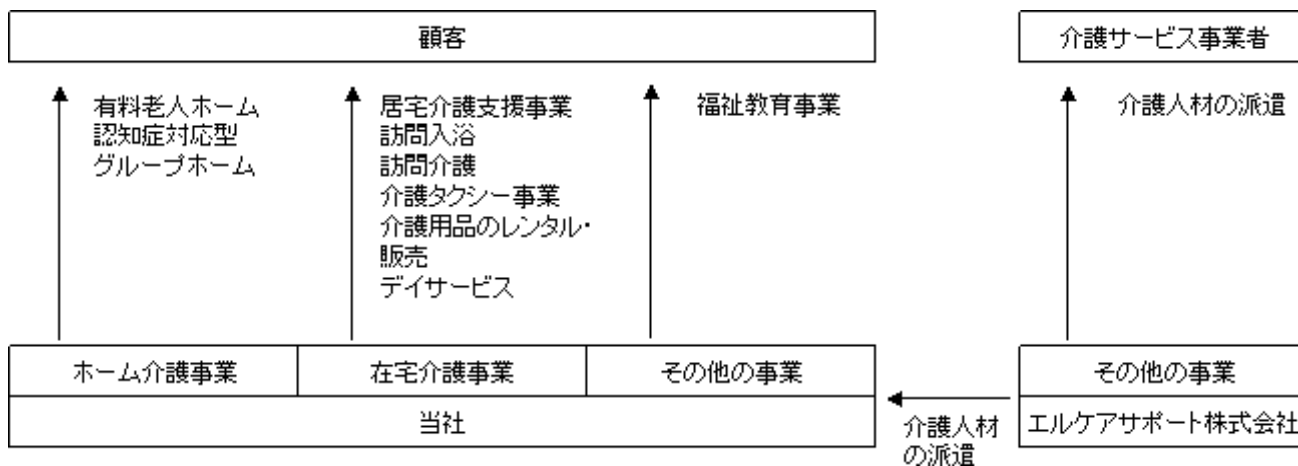 顧客
介護サービス事業者
有料老人ホーム
認知症対応型
グループホーム
居宅介護支援事業
訪問入浴
訪問介護
介護タクシー事業
介護用品のレンタル・
販売
デイサービス
福祉教育事業
介護人材の派遣
ホーム介護事業
在宅介護事業
その他の事業
当社
介護人材
の派遣
その他の事業
エルケアサポート株式会社